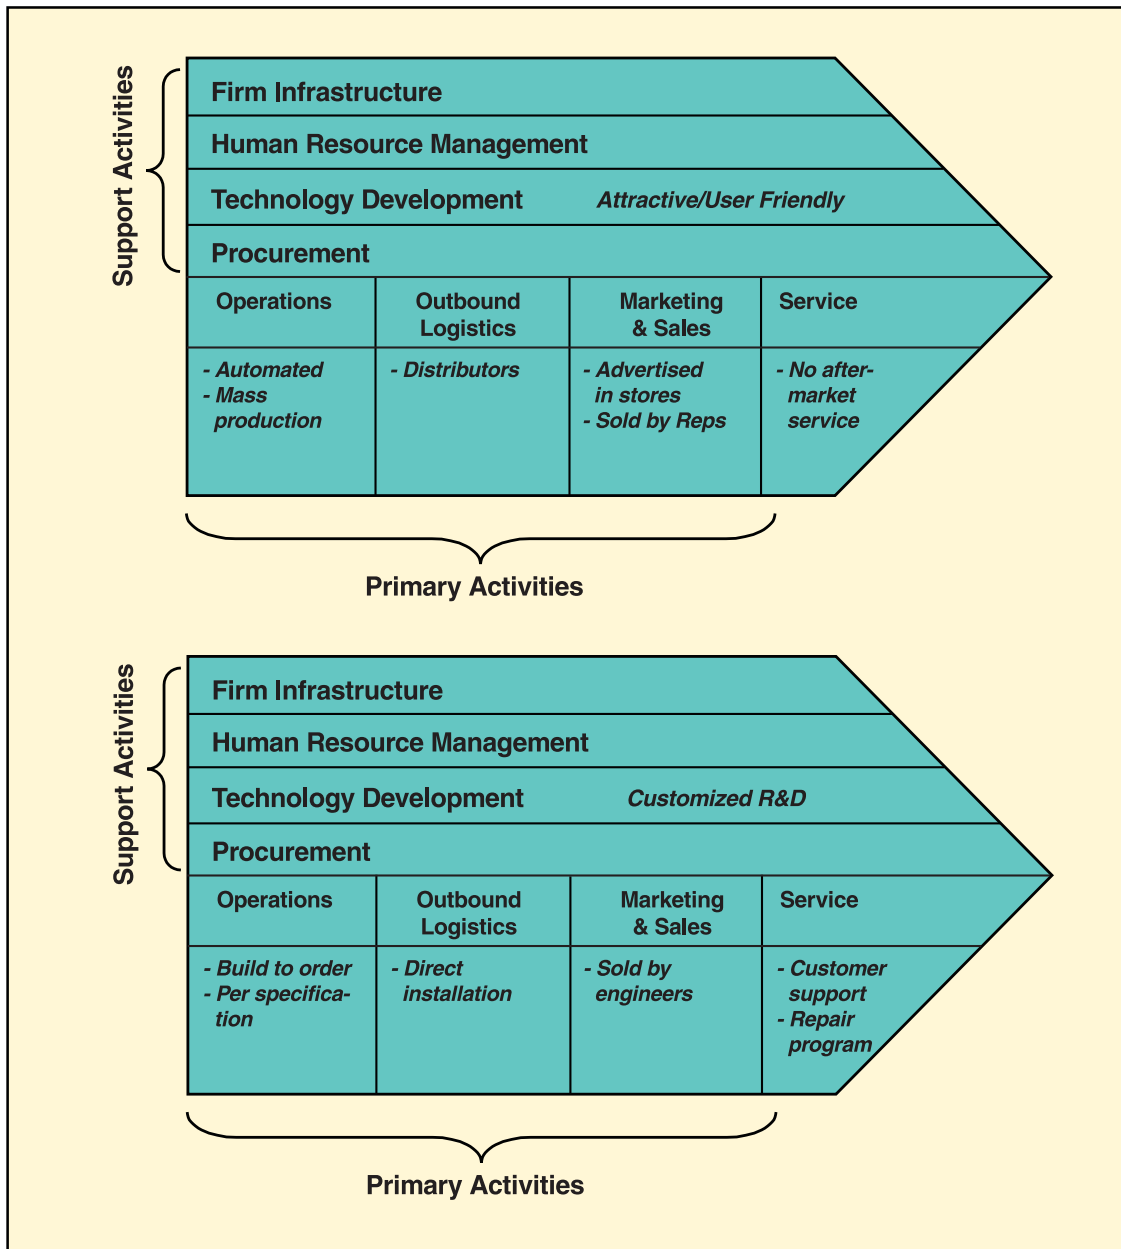 Support Activities
Firm Infrastructure
Human Resource Management
Technology Development
Attractive/User Friendly
Procurement
Operations
Outbound
Logistics
Marketing
& Sales
Service
- Automated
- Mass
production
- Distributors
- Advertised
in stores
- Sold by Reps
- No after-
market
service
Primary Activities
Support Activities
Firm Infrastructure
Human Resource Management
Technology Development
Customized R&D
Procurement
Operations
Outbound
Logistics
Marketing
& Sales
Service
- Build to order
- Per specifica-
tion
- Direct
installation
- Sold by
engineers
- Customer
support
- Repair
program
Primary Activities